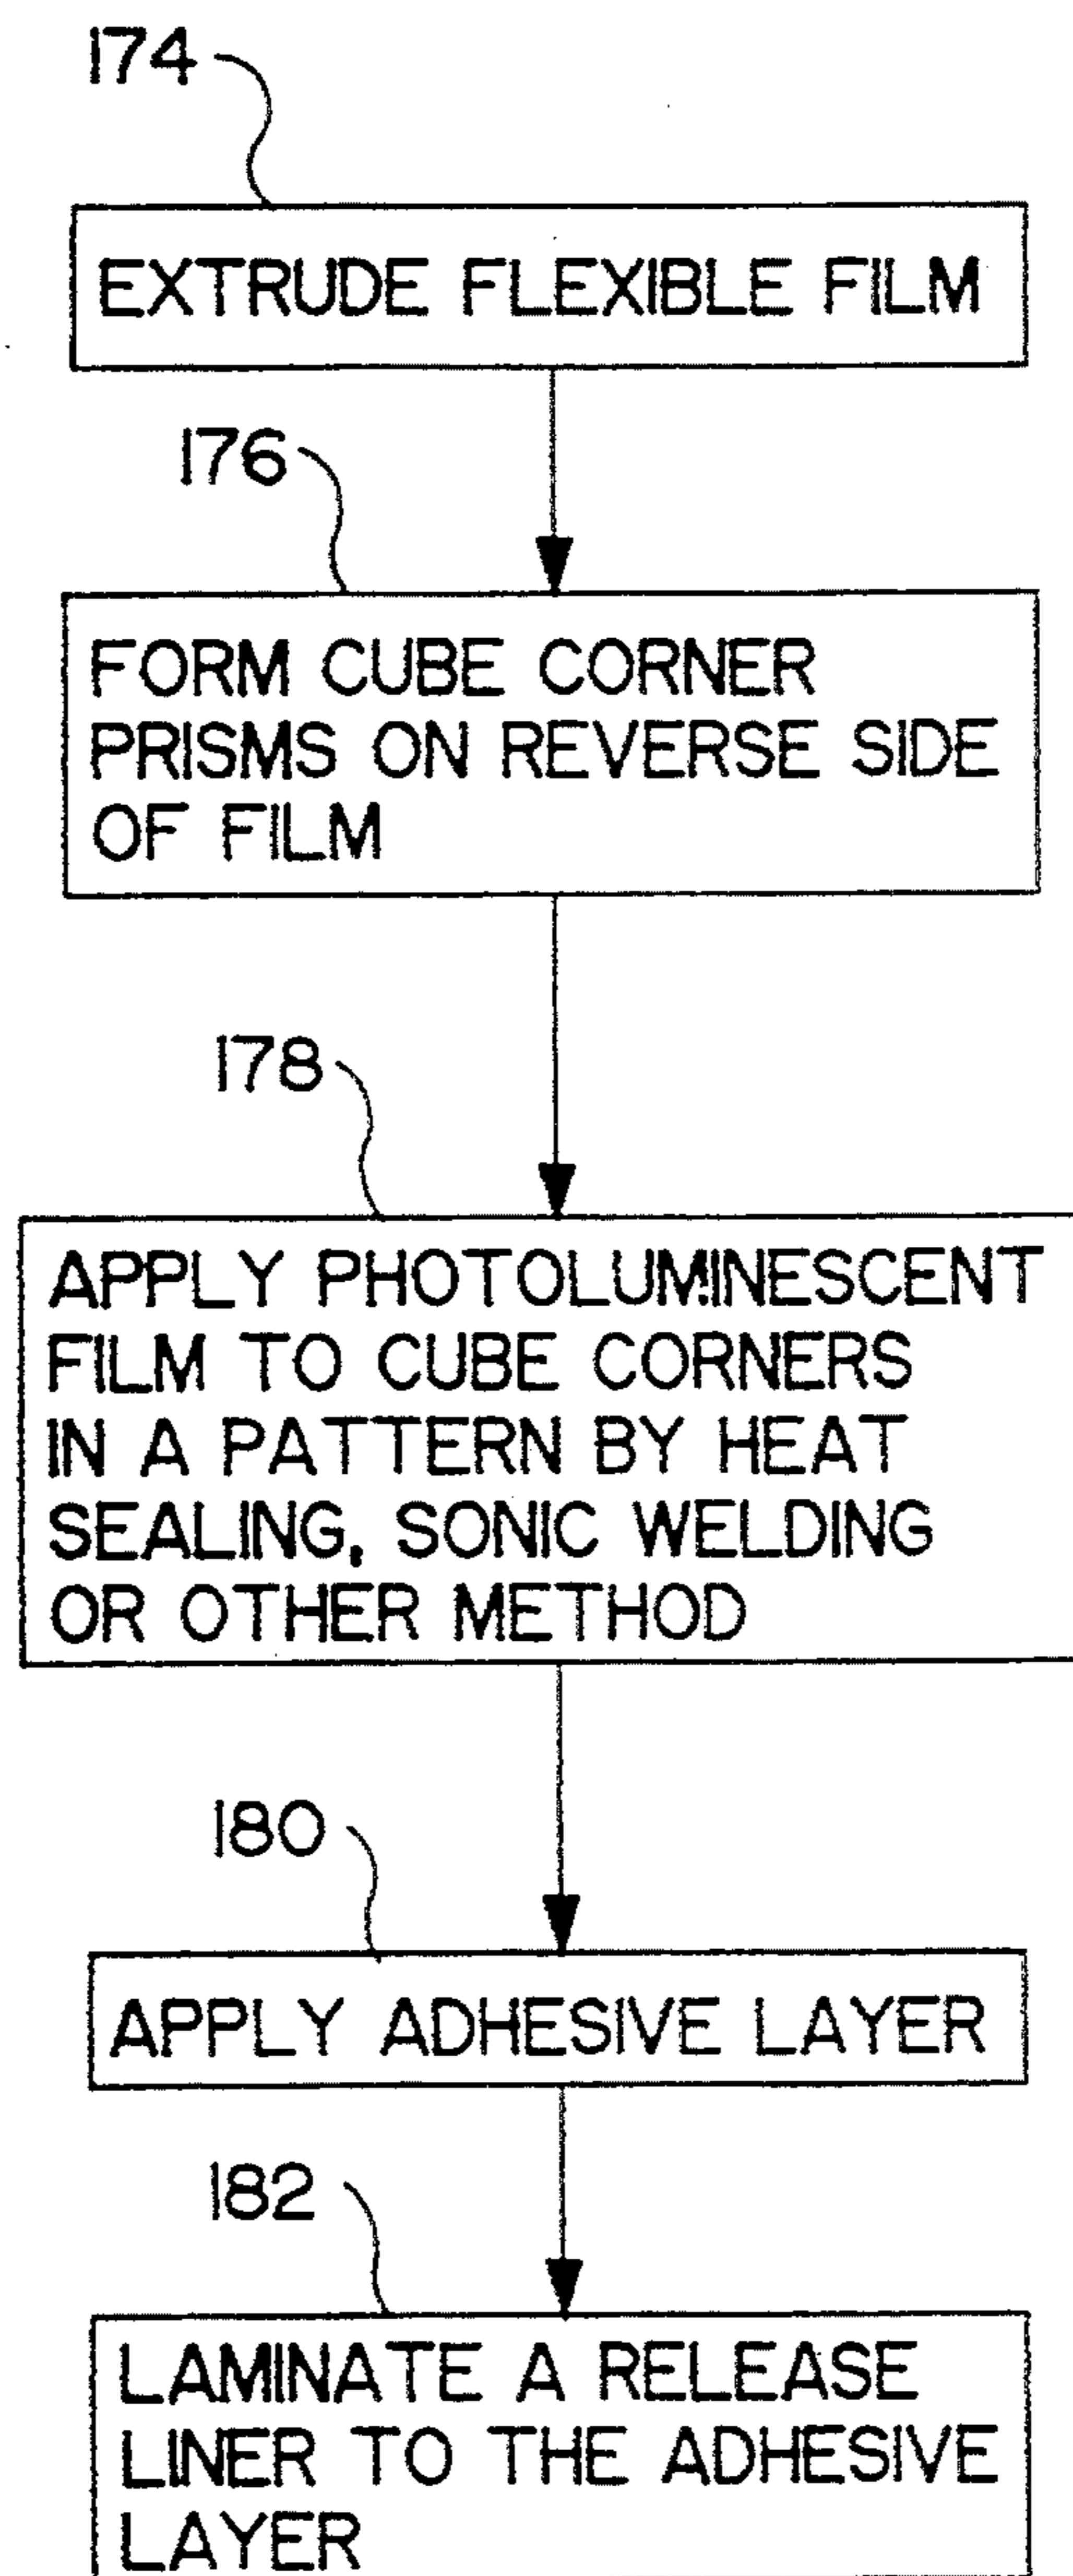 174
EXTRUDE FLEXIBLE FILM
176
FORM CUBE CORNER
PRISMS ON REVERSE SIDE
OF FILM
178
APPLY PHOTOLUMINESCENT
FILM TO CUBE CORNERS
IN A PATTERN BY HEAT
SEALING, SONIC WELDING
OR OTHER METHOD
180
APPLY ADHESIVE LAYER
182
LAMINATE A RELEASE
LINER TO THE ADHESIVE
LAYER